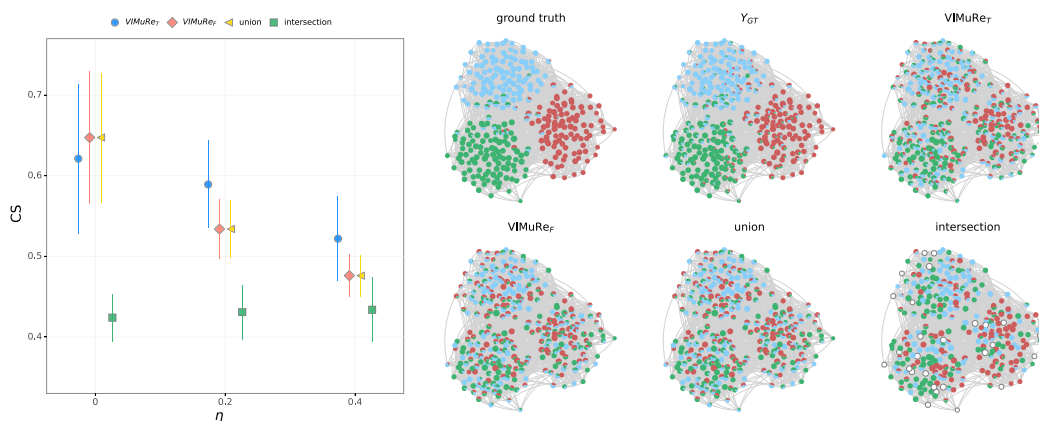 VIMuRe_T VIMuRe_F union intersection
CS
0.7
0.6
0.5
0.4
0 0.2 0.4
η
ground truth Y_GT VIMuRe_T
VIMuRe_F union intersection